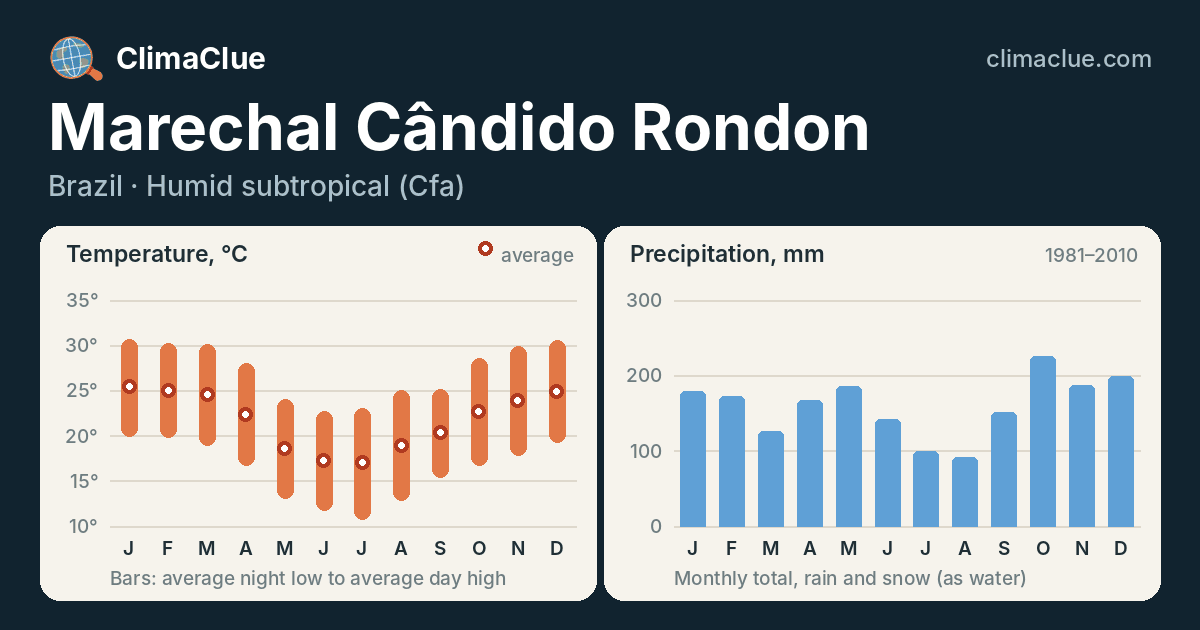 ClimaClue
climaclue.com
Marechal Cândido Rondon
Brazil · Humid subtropical (Cfa)
Temperature, °C
average
35°
30°
25°
20°
15°
10°
J F M A M J J A S O N D
Bars: average night low to average day high
Precipitation, mm
1981–2010
300
200
100
0
J F M A M J J A S O N D
Monthly total, rain and snow (as water)